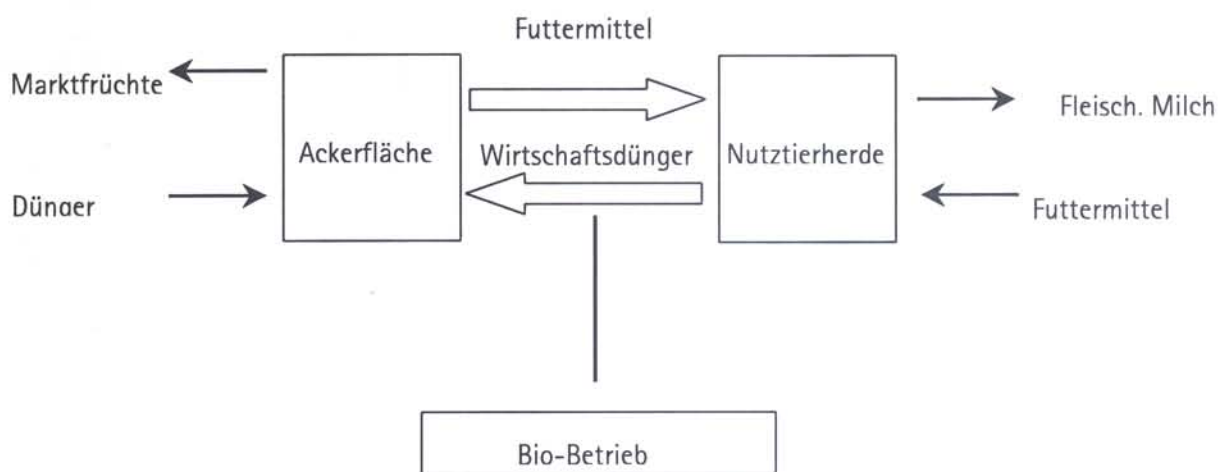 Futtermittel
Marktfrüchte
Fleisch. Milch
Ackerfläche
Wirtschaftsdünger
Nutztierherde
Dünger
Futtermittel
Bio-Betrieb